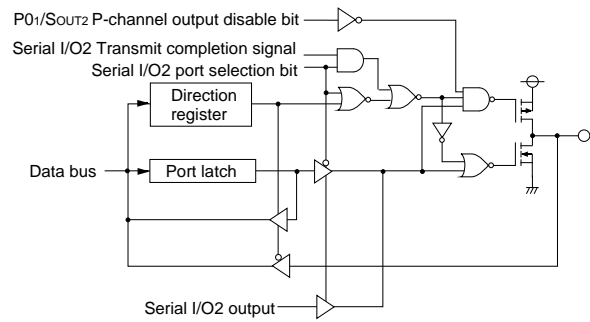 P01/SOUT2 P-channel output disable bit
Serial I/O2 Transmit completion signal
Serial I/O2 port selection bit
Direction
register
Data bus
Port latch
Serial I/O2 output